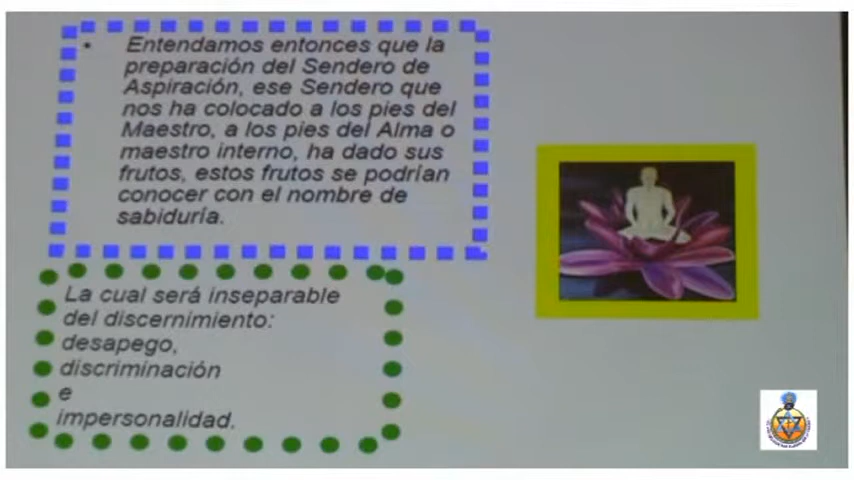 • Entendamos entonces que la
preparación del Sendero de
Aspiración, ese Sendero que
nos ha colocado a los pies del
Maestro, a los pies del Alma o
maestro interno, ha dado sus
frutos, estos frutos se podrían
conocer con el nombre de
sabiduría.
La cual será inseparable
del discernimiento:
desapego,
discriminación
e
impersonalidad.